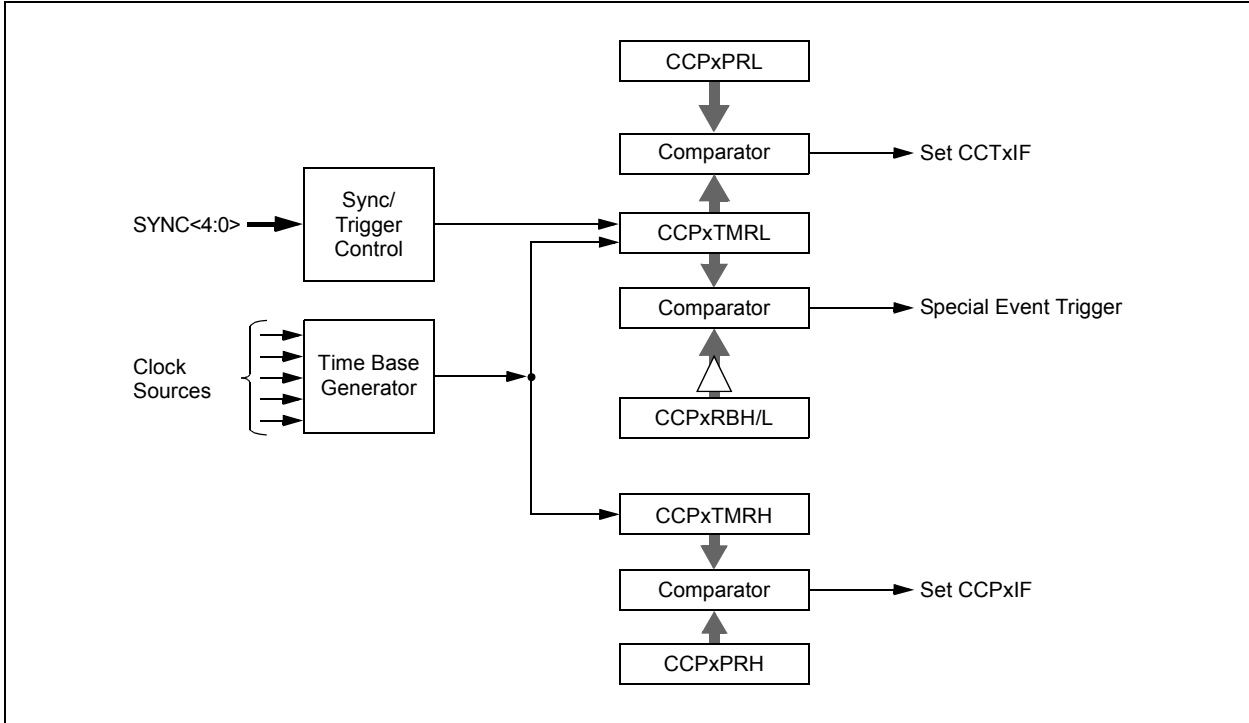 CCPxPRL
Comparator
Set CCTxIF
Sync/
Trigger
Control
SYNC<4:0>
CCPxTMRL
Comparator
Special Event Trigger
Clock
Sources
Time Base
Generator
CCPxRBH/L
CCPxTMRH
Comparator
Set CCPxIF
CCPxPRH